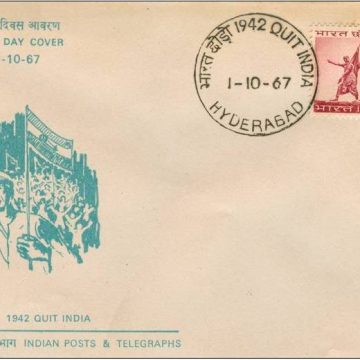 दिवस आवरण
DAY COVER
-10-67
भारत छोड़ो 1942 QUIT INDIA
1-10-67
HYDERABAD
भारत
भारत
1942 QUIT INDIA
भाग INDIAN POSTS & TELEGRAPHS